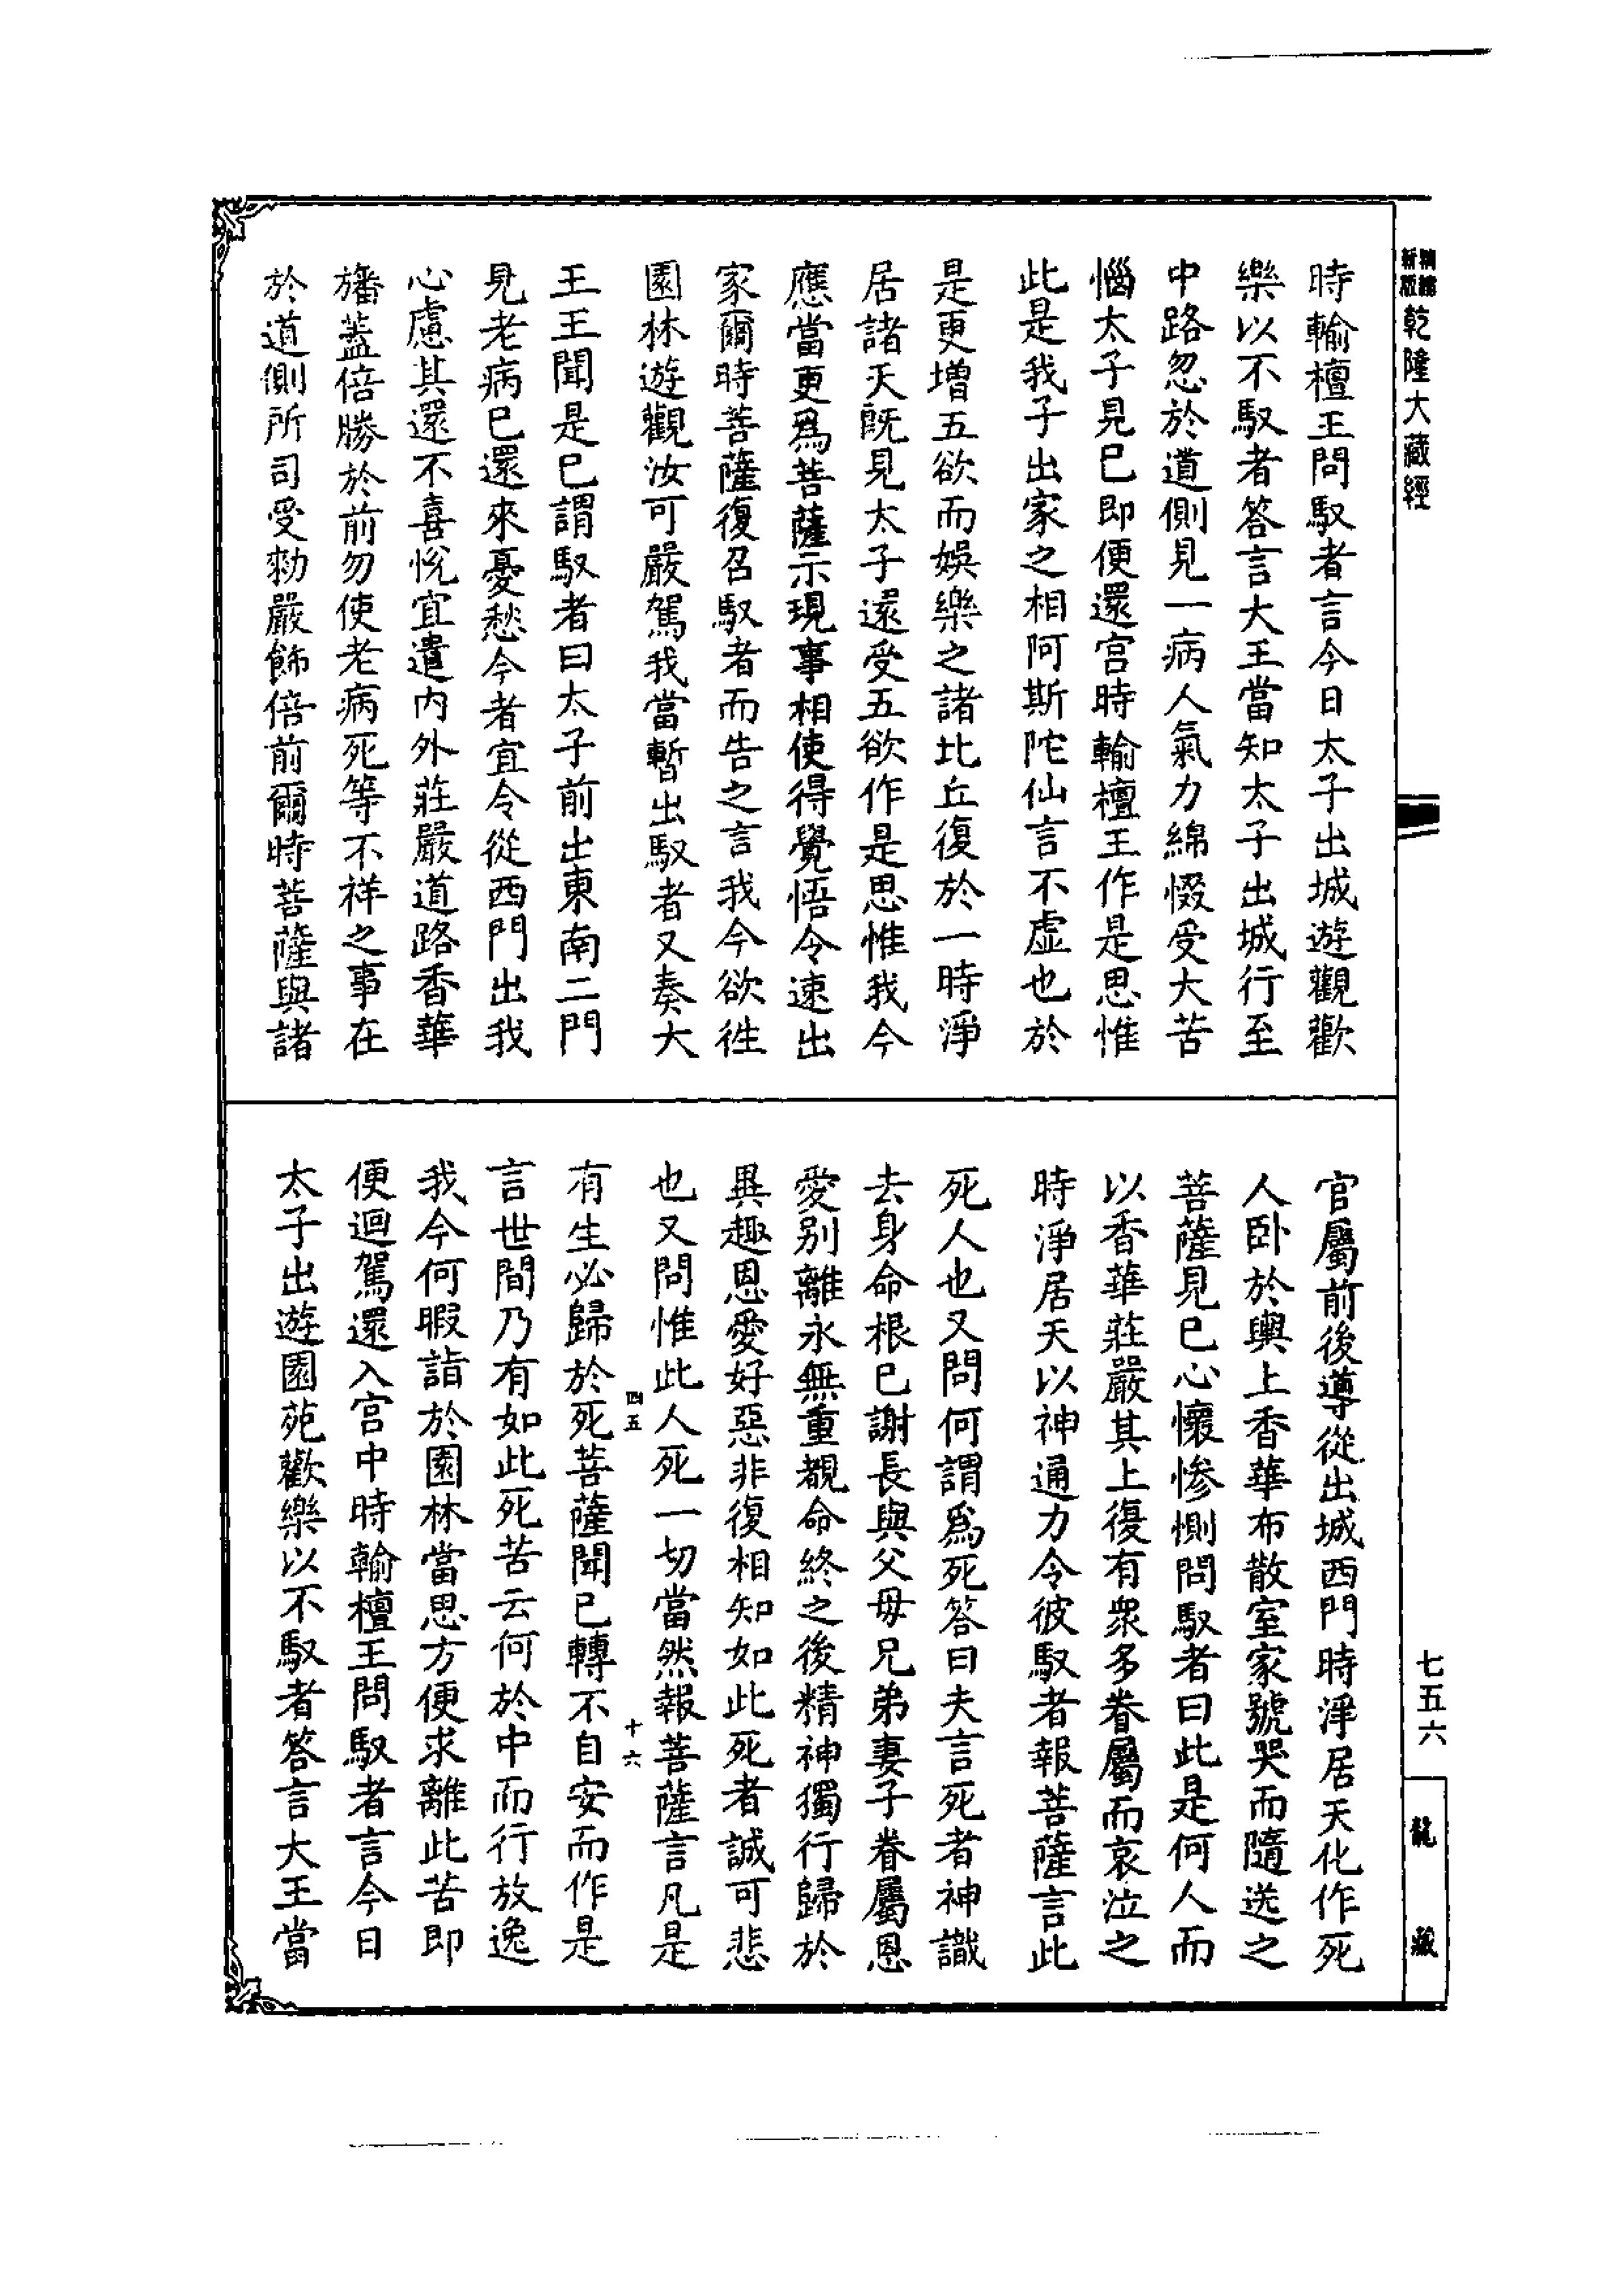 時輸檀王問馭者言今日太子出城遊觀歡
樂以不馭者答言大王當知太子出城行至
中路忽於道側見一病人氣力綿惙受大苦
惱太子見已即便還宮時輸檀王作是思惟
此是我子出家之相阿斯陀仙言不虛也於
是更增五欲而娛樂之諸比丘復於一時淨
居諸天旣見太子還受五欲作是思惟我今
應當更爲菩薩示現事相使得覺悟令速出
家爾時菩薩復召馭者而告之言我今欲徃
園林遊觀汝可嚴駕我當暫出馭者又奏大
王王聞是已謂馭者曰太子前出東南二門
見老病已還來憂愁今者宜令從西門出我
心慮其還不喜悅宜遣內外莊嚴道路香華
旛蓋倍勝於前勿使老病死等不祥之事在
於道側所司受勑嚴飾倍前爾時菩薩與諸
官屬前後導從出城西門時淨居天化作死
人臥於輿上香華布散室家號哭而隨送之
菩薩見已心懷慘惻問馭者曰此是何人而
以香華莊嚴其上復有衆多眷屬而哀泣之
時淨居天以神通力令彼馭者報菩薩言此
死人也又問何謂爲死答曰夫言死者神識
去身命根已謝長與父母兄弟妻子眷屬恩
愛別離永無重覩命終之後精神獨行歸於
異趣恩愛好惡非復相知如此死者誠可悲
也又問惟此人死一切當然報菩薩言凡是
四五 十六
有生必歸於死菩薩聞已轉不自安而作是
言世間乃有如此死苦云何於中而行放逸
我今何暇詣於園林當思方便求離此苦即
便迴駕還入宮中時輸檀王問馭者言今日
太子出遊園苑歡樂以不馭者答言大王當
新版
精縮
乾隆大藏經
七五六
龍藏